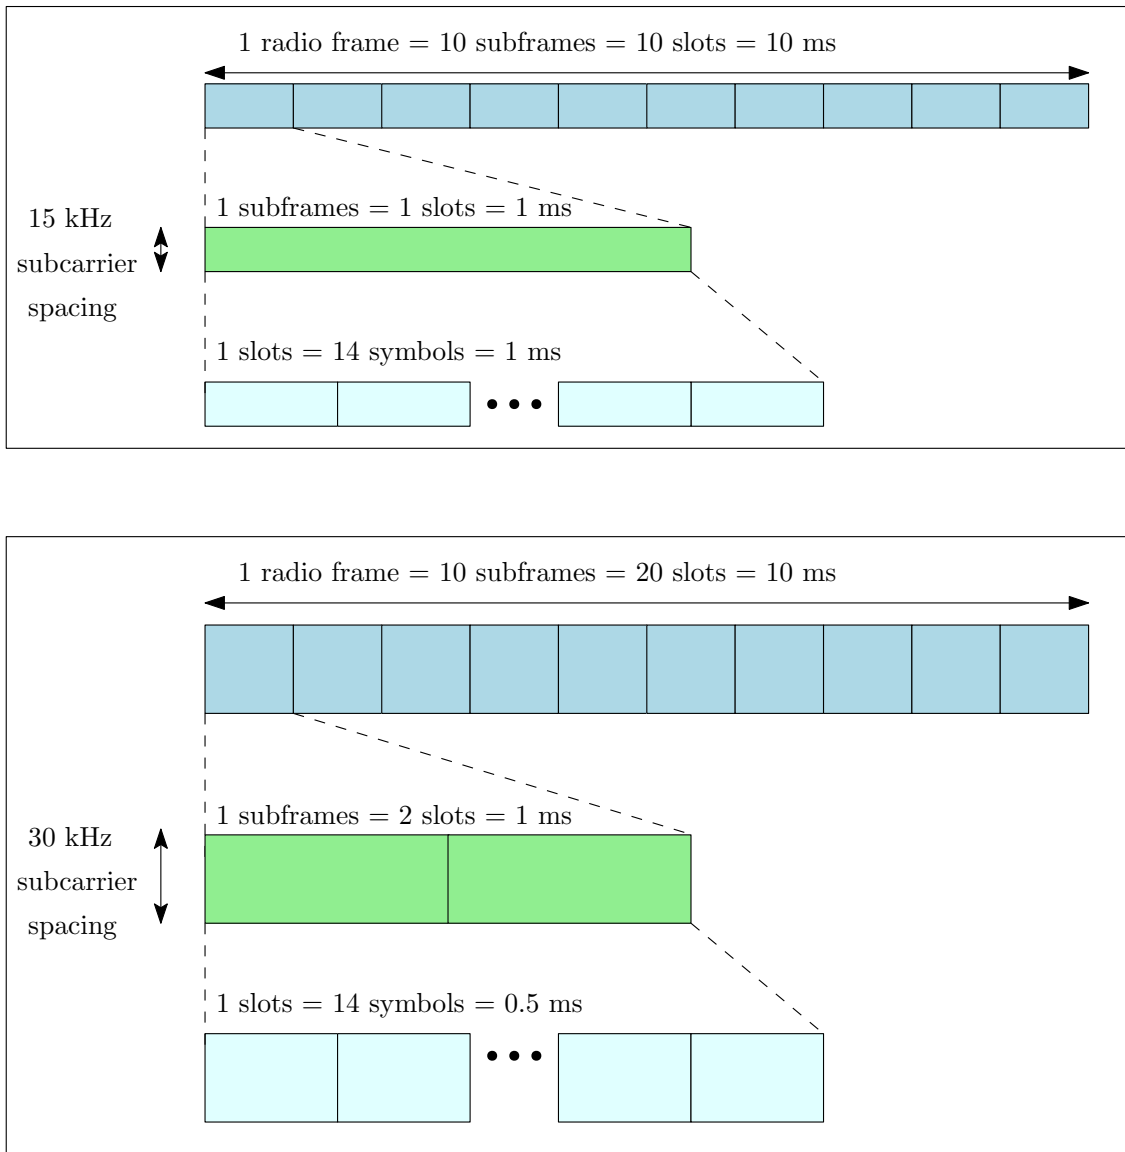 1 radio frame = 10 subframes = 10 slots = 10 ms
1 subframes = 1 slots = 1 ms
15 kHz
subcarrier
spacing
1 slots = 14 symbols = 1 ms
1 radio frame = 10 subframes = 20 slots = 10 ms
1 subframes = 2 slots = 1 ms
30 kHz
subcarrier
spacing
1 slots = 14 symbols = 0.5 ms